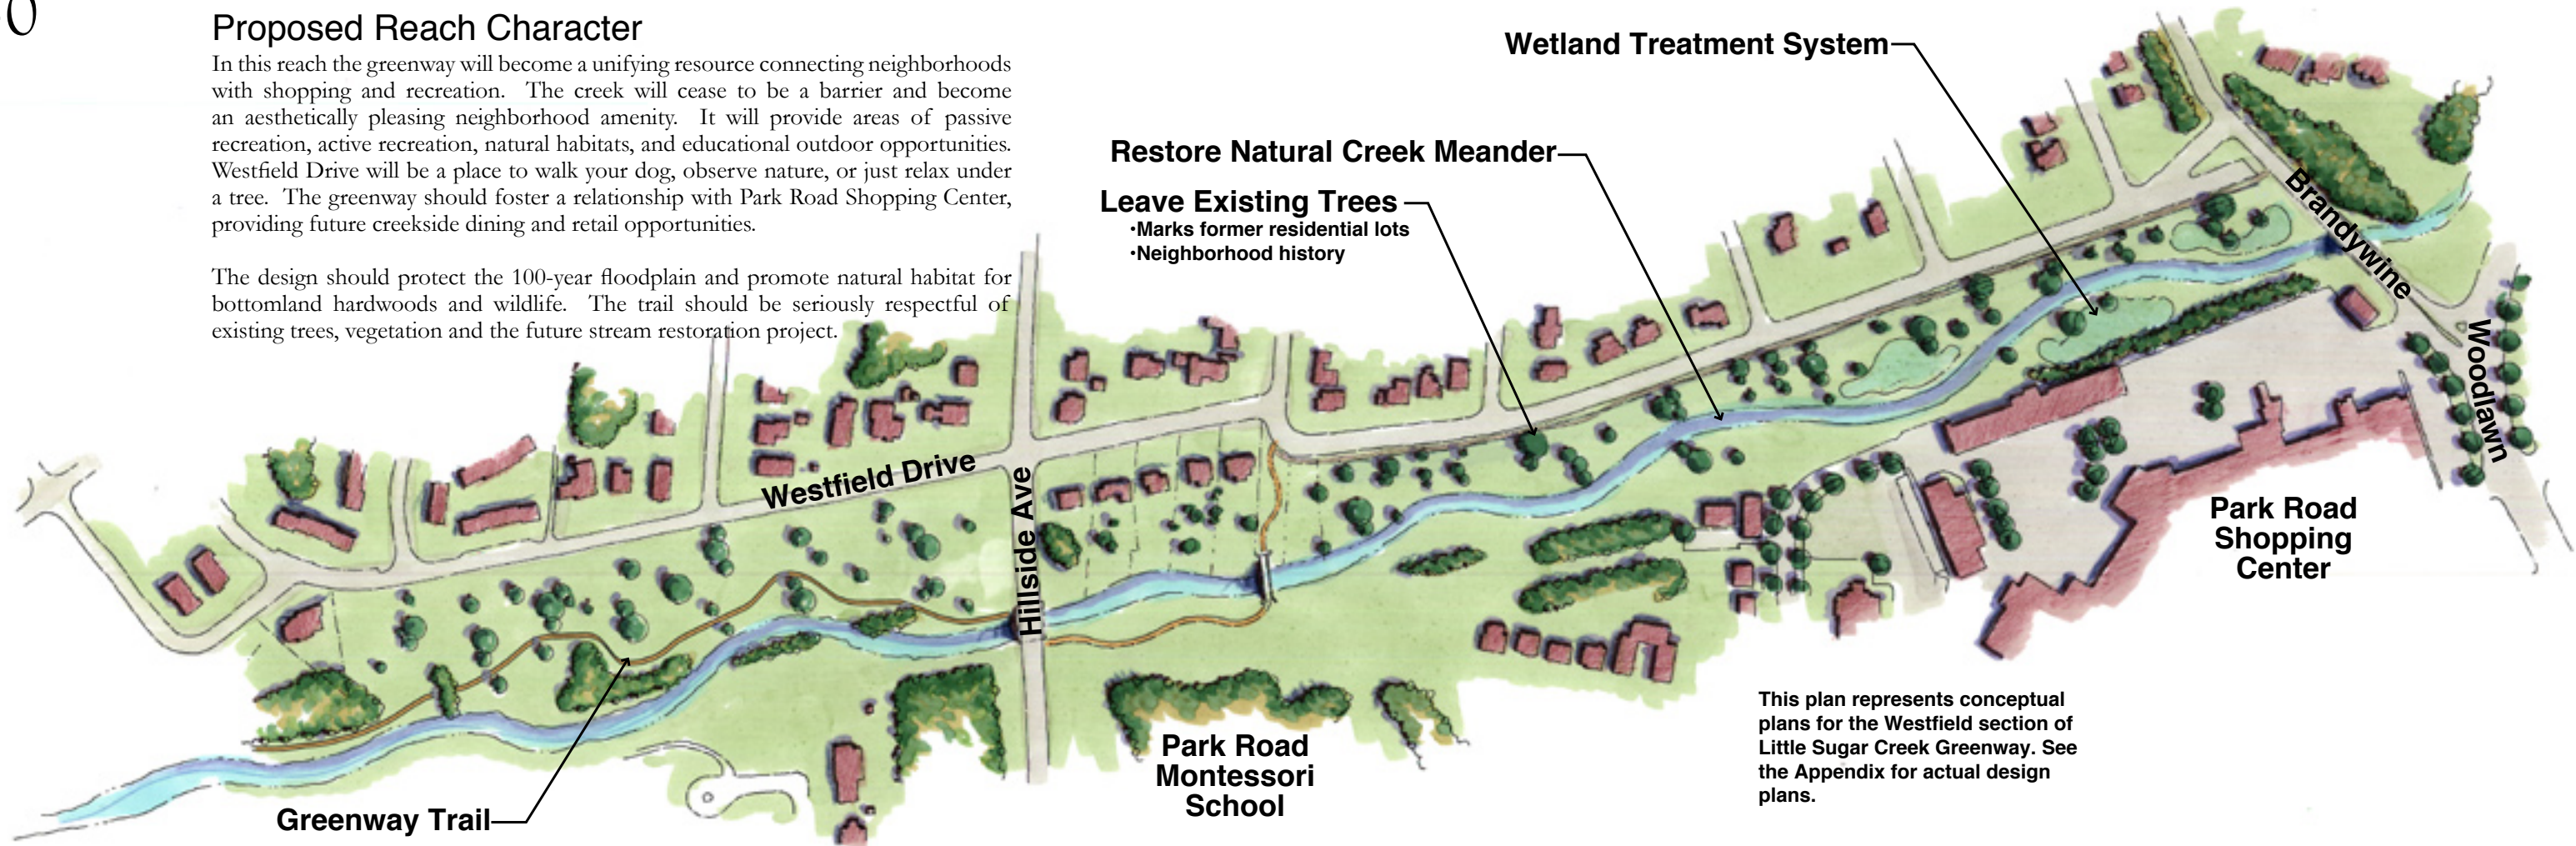 0
Proposed Reach Character
In this reach the greenway will become a unifying resource connecting neighborhoods
with shopping and recreation. The creek will cease to be a barrier and become
an aesthetically pleasing neighborhood amenity. It will provide areas of passive
recreation, active recreation, natural habitats, and educational outdoor opportunities.
Westfield Drive will be a place to walk your dog, observe nature, or just relax under
a tree. The greenway should foster a relationship with Park Road Shopping Center,
providing future creekside dining and retail opportunities.
The design should protect the 100-year floodplain and promote natural habitat for
bottomland hardwoods and wildlife. The trail should be seriously respectful of
existing trees, vegetation and the future stream restoration project.
Wetland Treatment System
Restore Natural Creek Meander
Leave Existing Trees
•Marks former residential lots
•Neighborhood history
Brandywine
Woodlawn
Westfield Drive
Hillside Ave
Park Road
Shopping
Center
Park Road
Montessori
School
Greenway Trail
This plan represents conceptual
plans for the Westfield section of
Little Sugar Creek Greenway. See
the Appendix for actual design
plans.